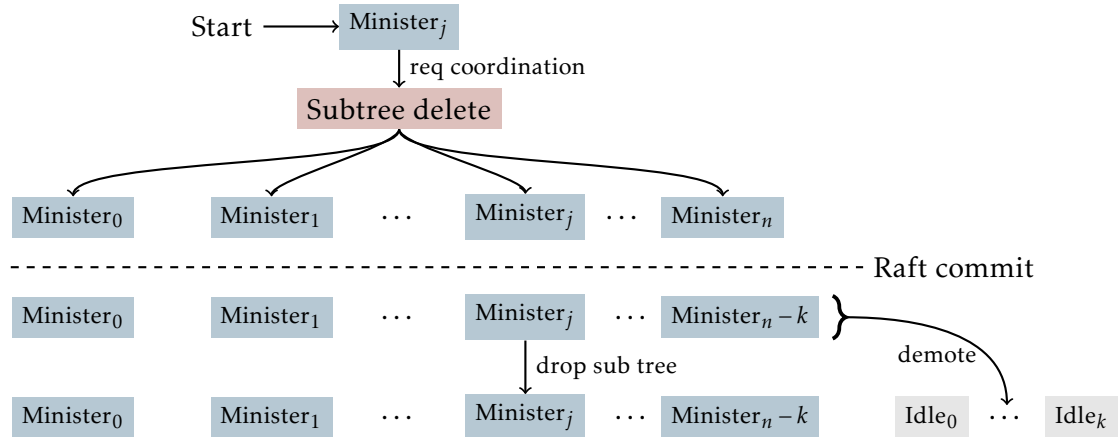 Start Minister_j
req coordination
Subtree delete
Minister_0 Minister_1 ... Minister_j ... Minister_n
Raft commit
Minister_0 Minister_1 ... Minister_j ... Minister_n−k
drop sub tree demote
Minister_0 Minister_1 ... Minister_j ... Minister_n−k Idle_0 ... Idle_k